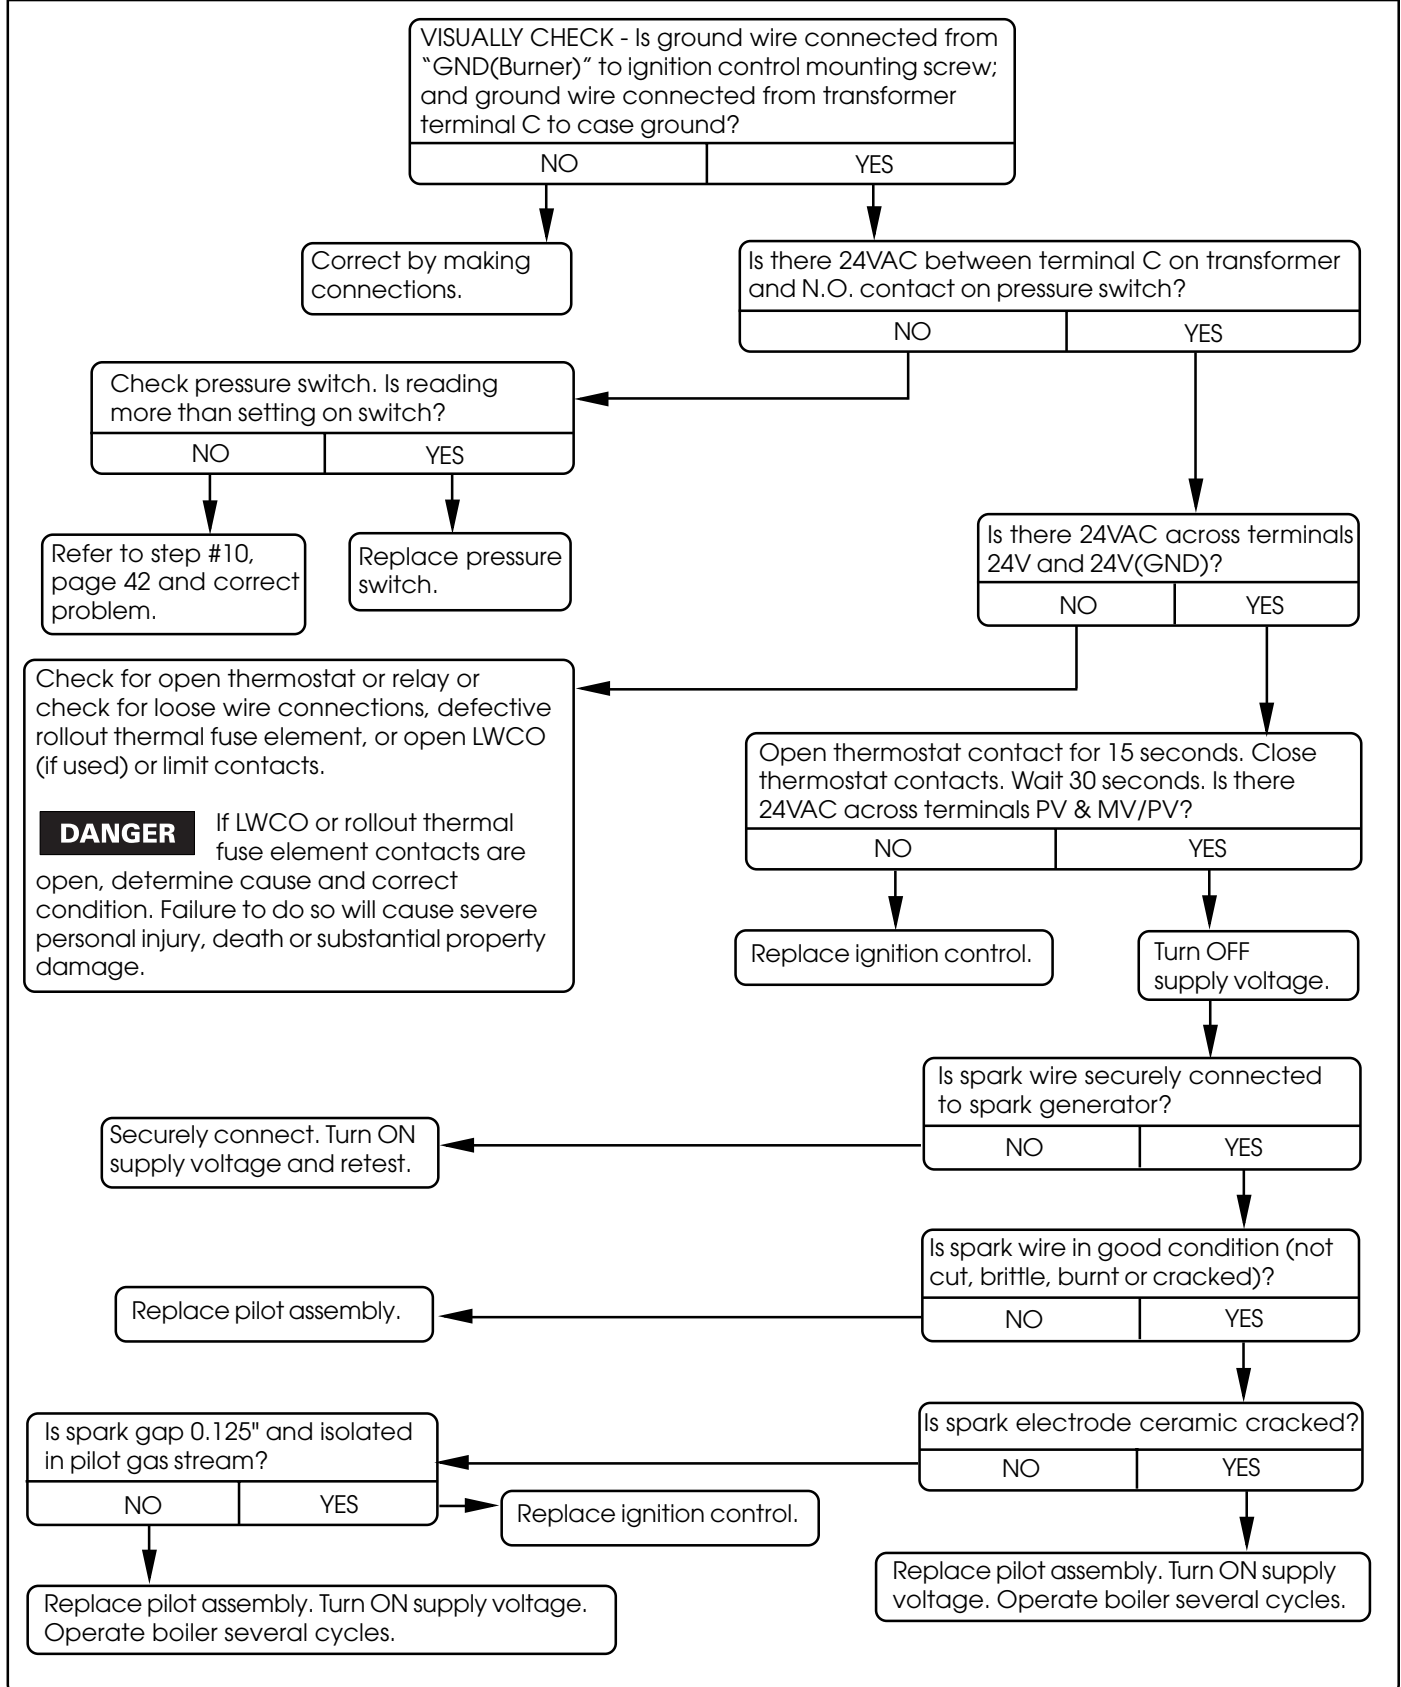 VISUALLY CHECK - Is ground wire connected from
“GND(Burner)” to ignition control mounting screw;
and ground wire connected from transformer
terminal C to case ground?
NO
YES
Correct by making
connections.
Is there 24VAC between terminal C on transformer
and N.O. contact on pressure switch?
NO
YES
Check pressure switch. Is reading
more than setting on switch?
NO
YES
Refer to step #10,
page 42 and correct
problem.
Replace pressure
switch.
Is there 24VAC across terminals
24V and 24V(GND)?
NO
YES
Check for open thermostat or relay or
check for loose wire connections, defective
rollout thermal fuse element, or open LWCO
(if used) or limit contacts.
DANGER If LWCO or rollout thermal
fuse element contacts are
open, determine cause and correct
condition. Failure to do so will cause severe
personal injury, death or substantial property
damage.
Open thermostat contact for 15 seconds. Close
thermostat contacts. Wait 30 seconds. Is there
24VAC across terminals PV & MV/PV?
NO
YES
Replace ignition control.
Turn OFF
supply voltage.
Is spark wire securely connected
to spark generator?
NO
YES
Securely connect. Turn ON
supply voltage and retest.
Is spark wire in good condition (not
cut, brittle, burnt or cracked)?
NO
YES
Replace pilot assembly.
Is spark electrode ceramic cracked?
NO
YES
Is spark gap 0.125" and isolated
in pilot gas stream?
NO
YES
Replace ignition control.
Replace pilot assembly. Turn ON supply
voltage. Operate boiler several cycles.
Replace pilot assembly. Turn ON supply voltage.
Operate boiler several cycles.